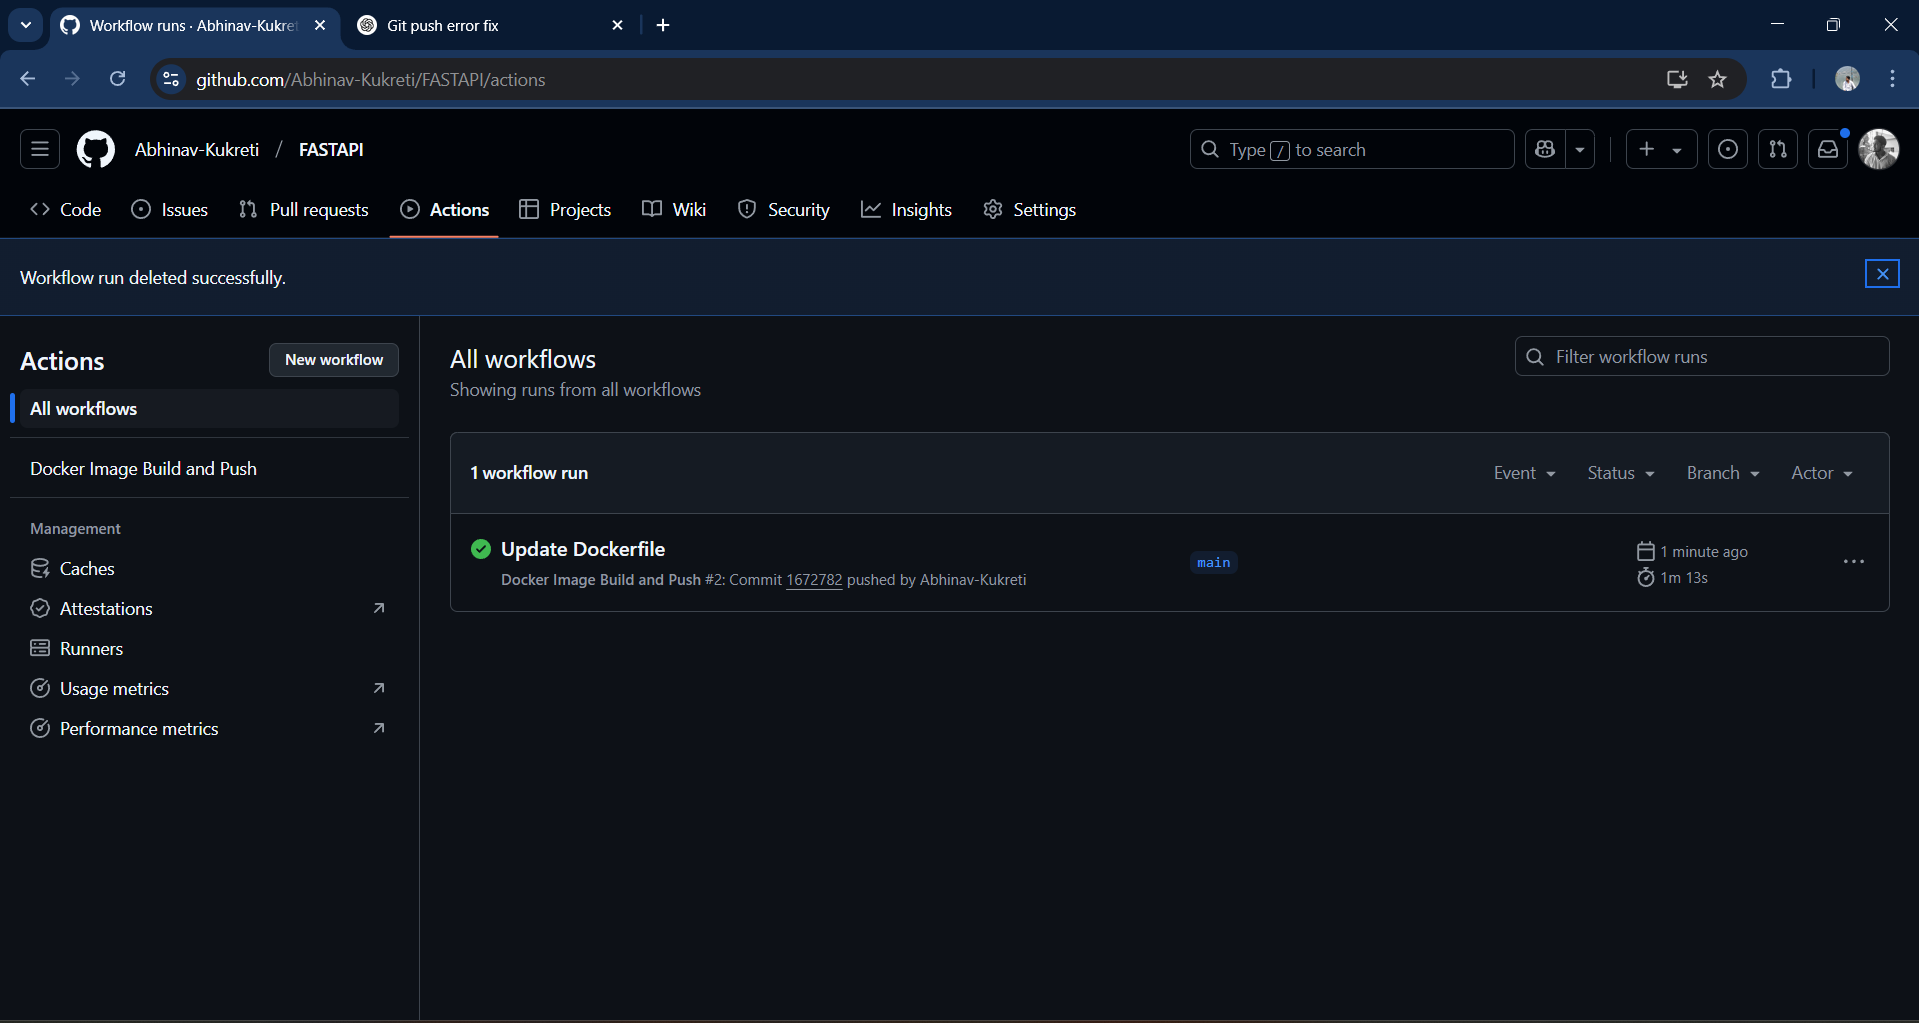 Workflow runs · Abhinav-Kukret
Git push error fix
github.com/Abhinav-Kukreti/FASTAPI/actions
Abhinav-Kukreti / FASTAPI
Type / to search
Code
Issues
Pull requests
Actions
Projects
Wiki
Security
Insights
Settings
Workflow run deleted successfully.
Actions
New workflow
All workflows
Docker Image Build and Push
Management
Caches
Attestations
Runners
Usage metrics
Performance metrics
All workflows
Showing runs from all workflows
Filter workflow runs
1 workflow run
Event
Status
Branch
Actor
Update Dockerfile
Docker Image Build and Push #2: Commit 1672782 pushed by Abhinav-Kukreti
main
1 minute ago
1m 13s